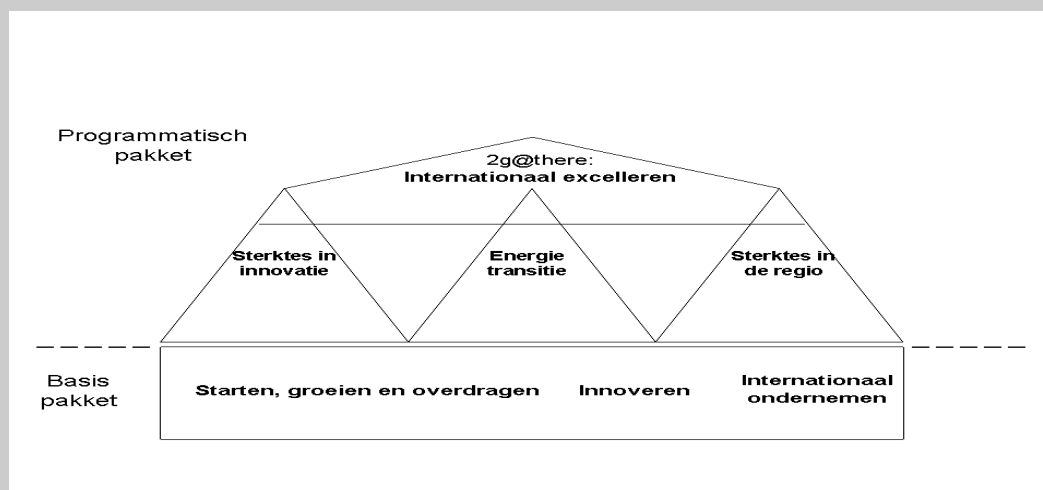 Programmatisch
pakket
2g@there:
Internationaal excelleren
Sterktes in
innovatie
Energie
transitie
Sterktes in
de regio
Basis
pakket
Starten, groeien en overdragen
Innoveren
Internationaal
ondernemen